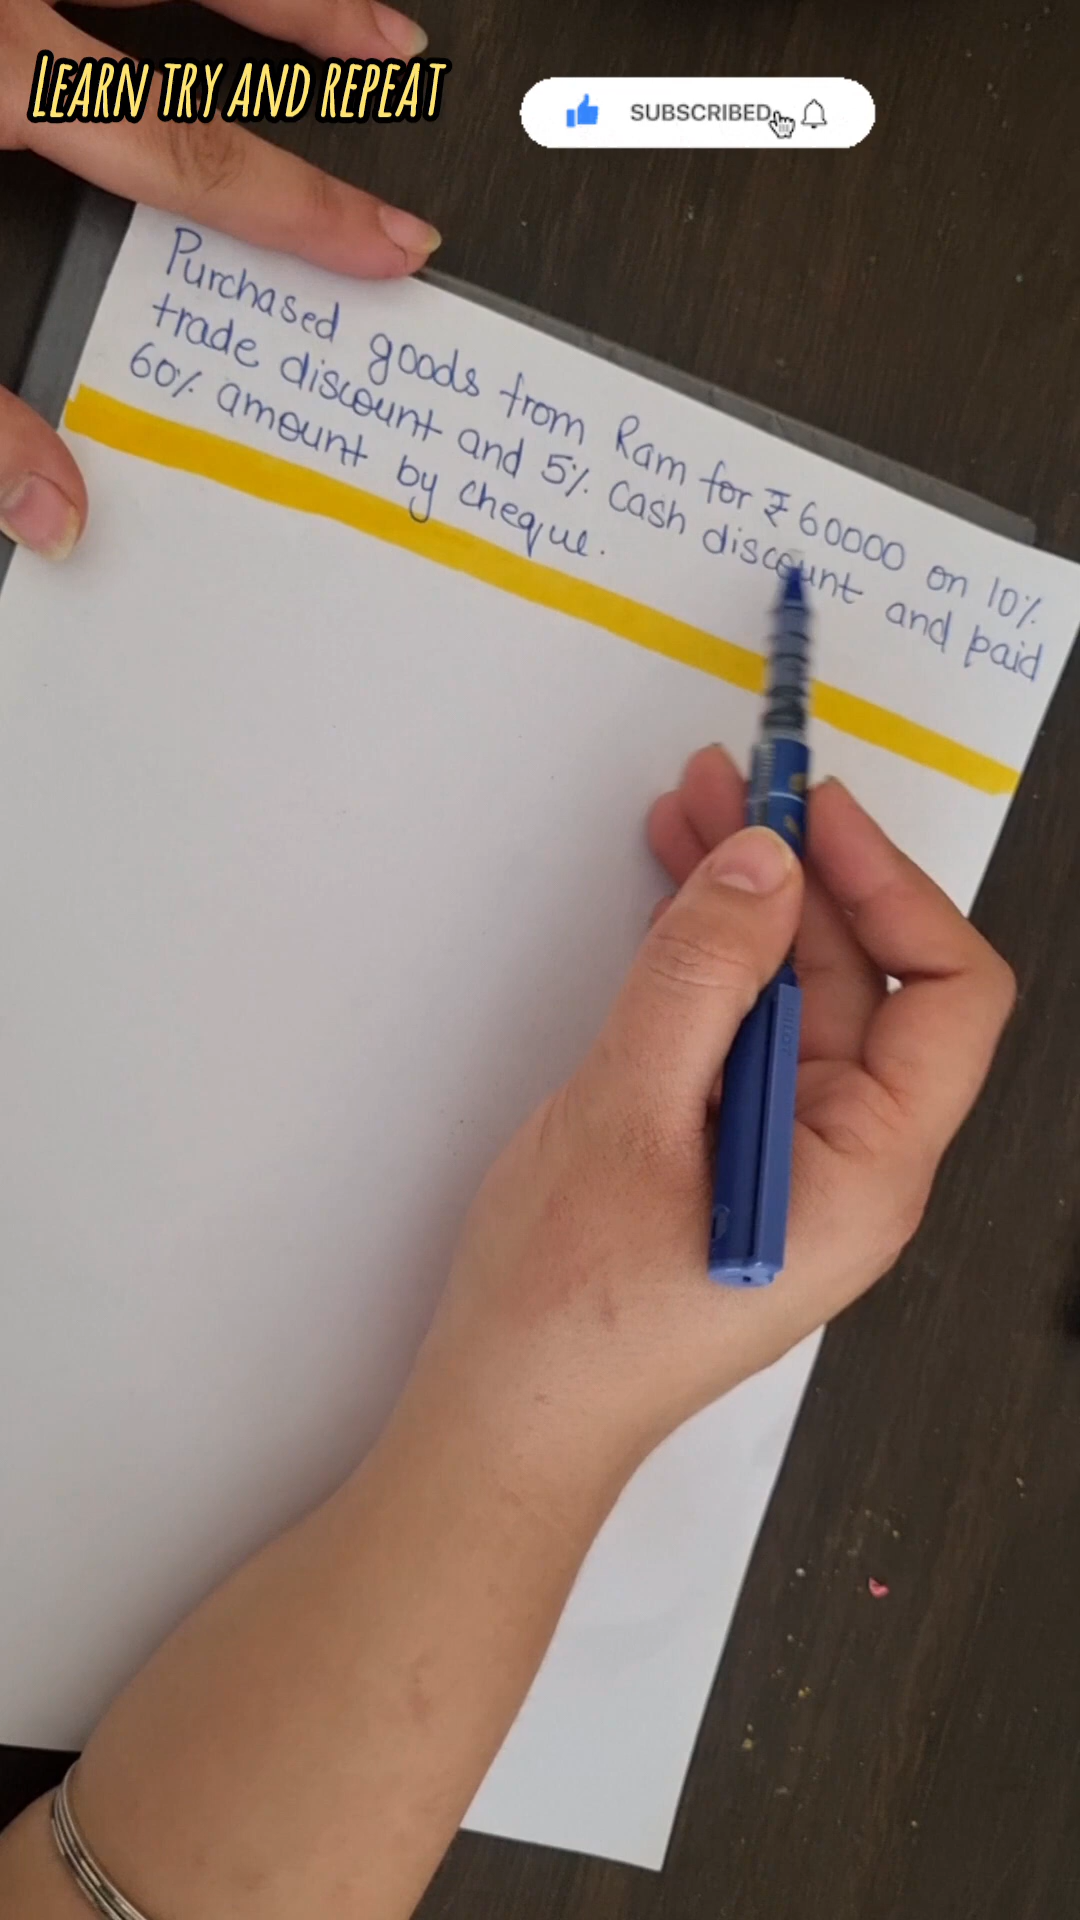 LEARN TRY AND REPEAT
SUBSCRIBED
Purchased goods from Ram for ₹60000 on 10%
trade discount and 5% Cash discount and paid
60% amount by cheque.
PILOT